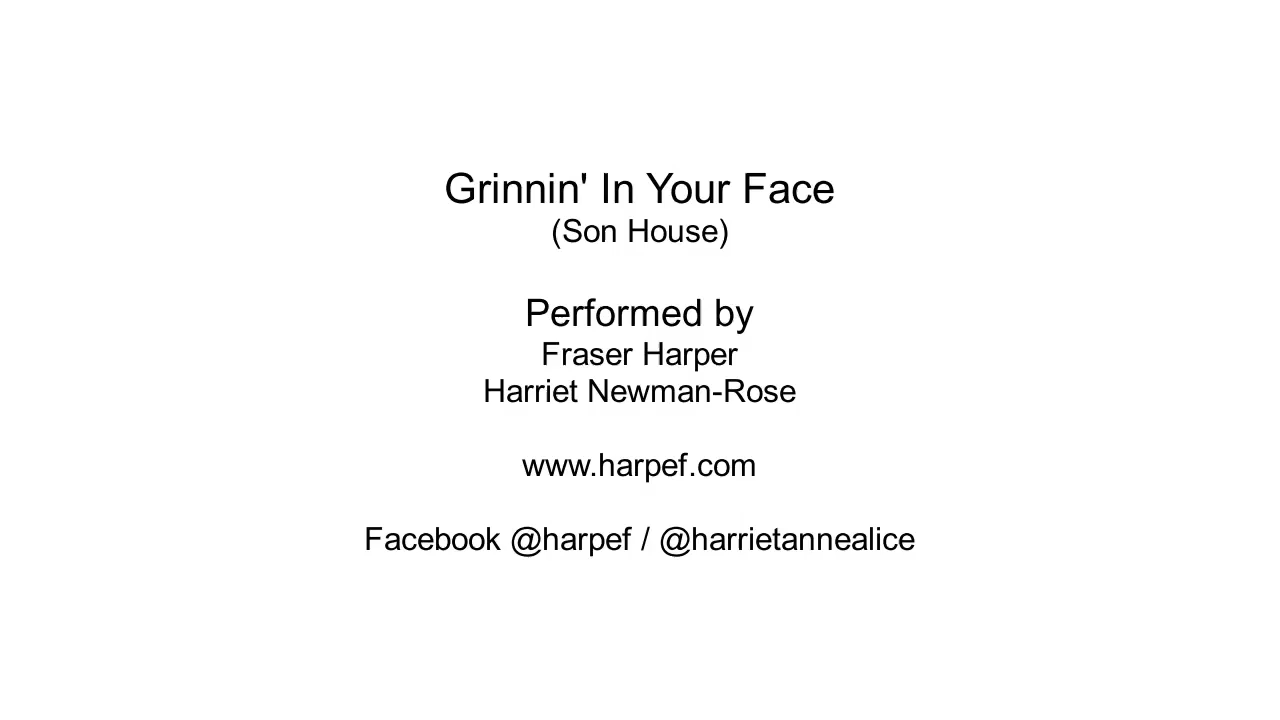 Grinnin' In Your Face
(Son House)
Performed by
Fraser Harper
Harriet Newman-Rose
www.harpef.com
Facebook @harpef / @harrietannealice